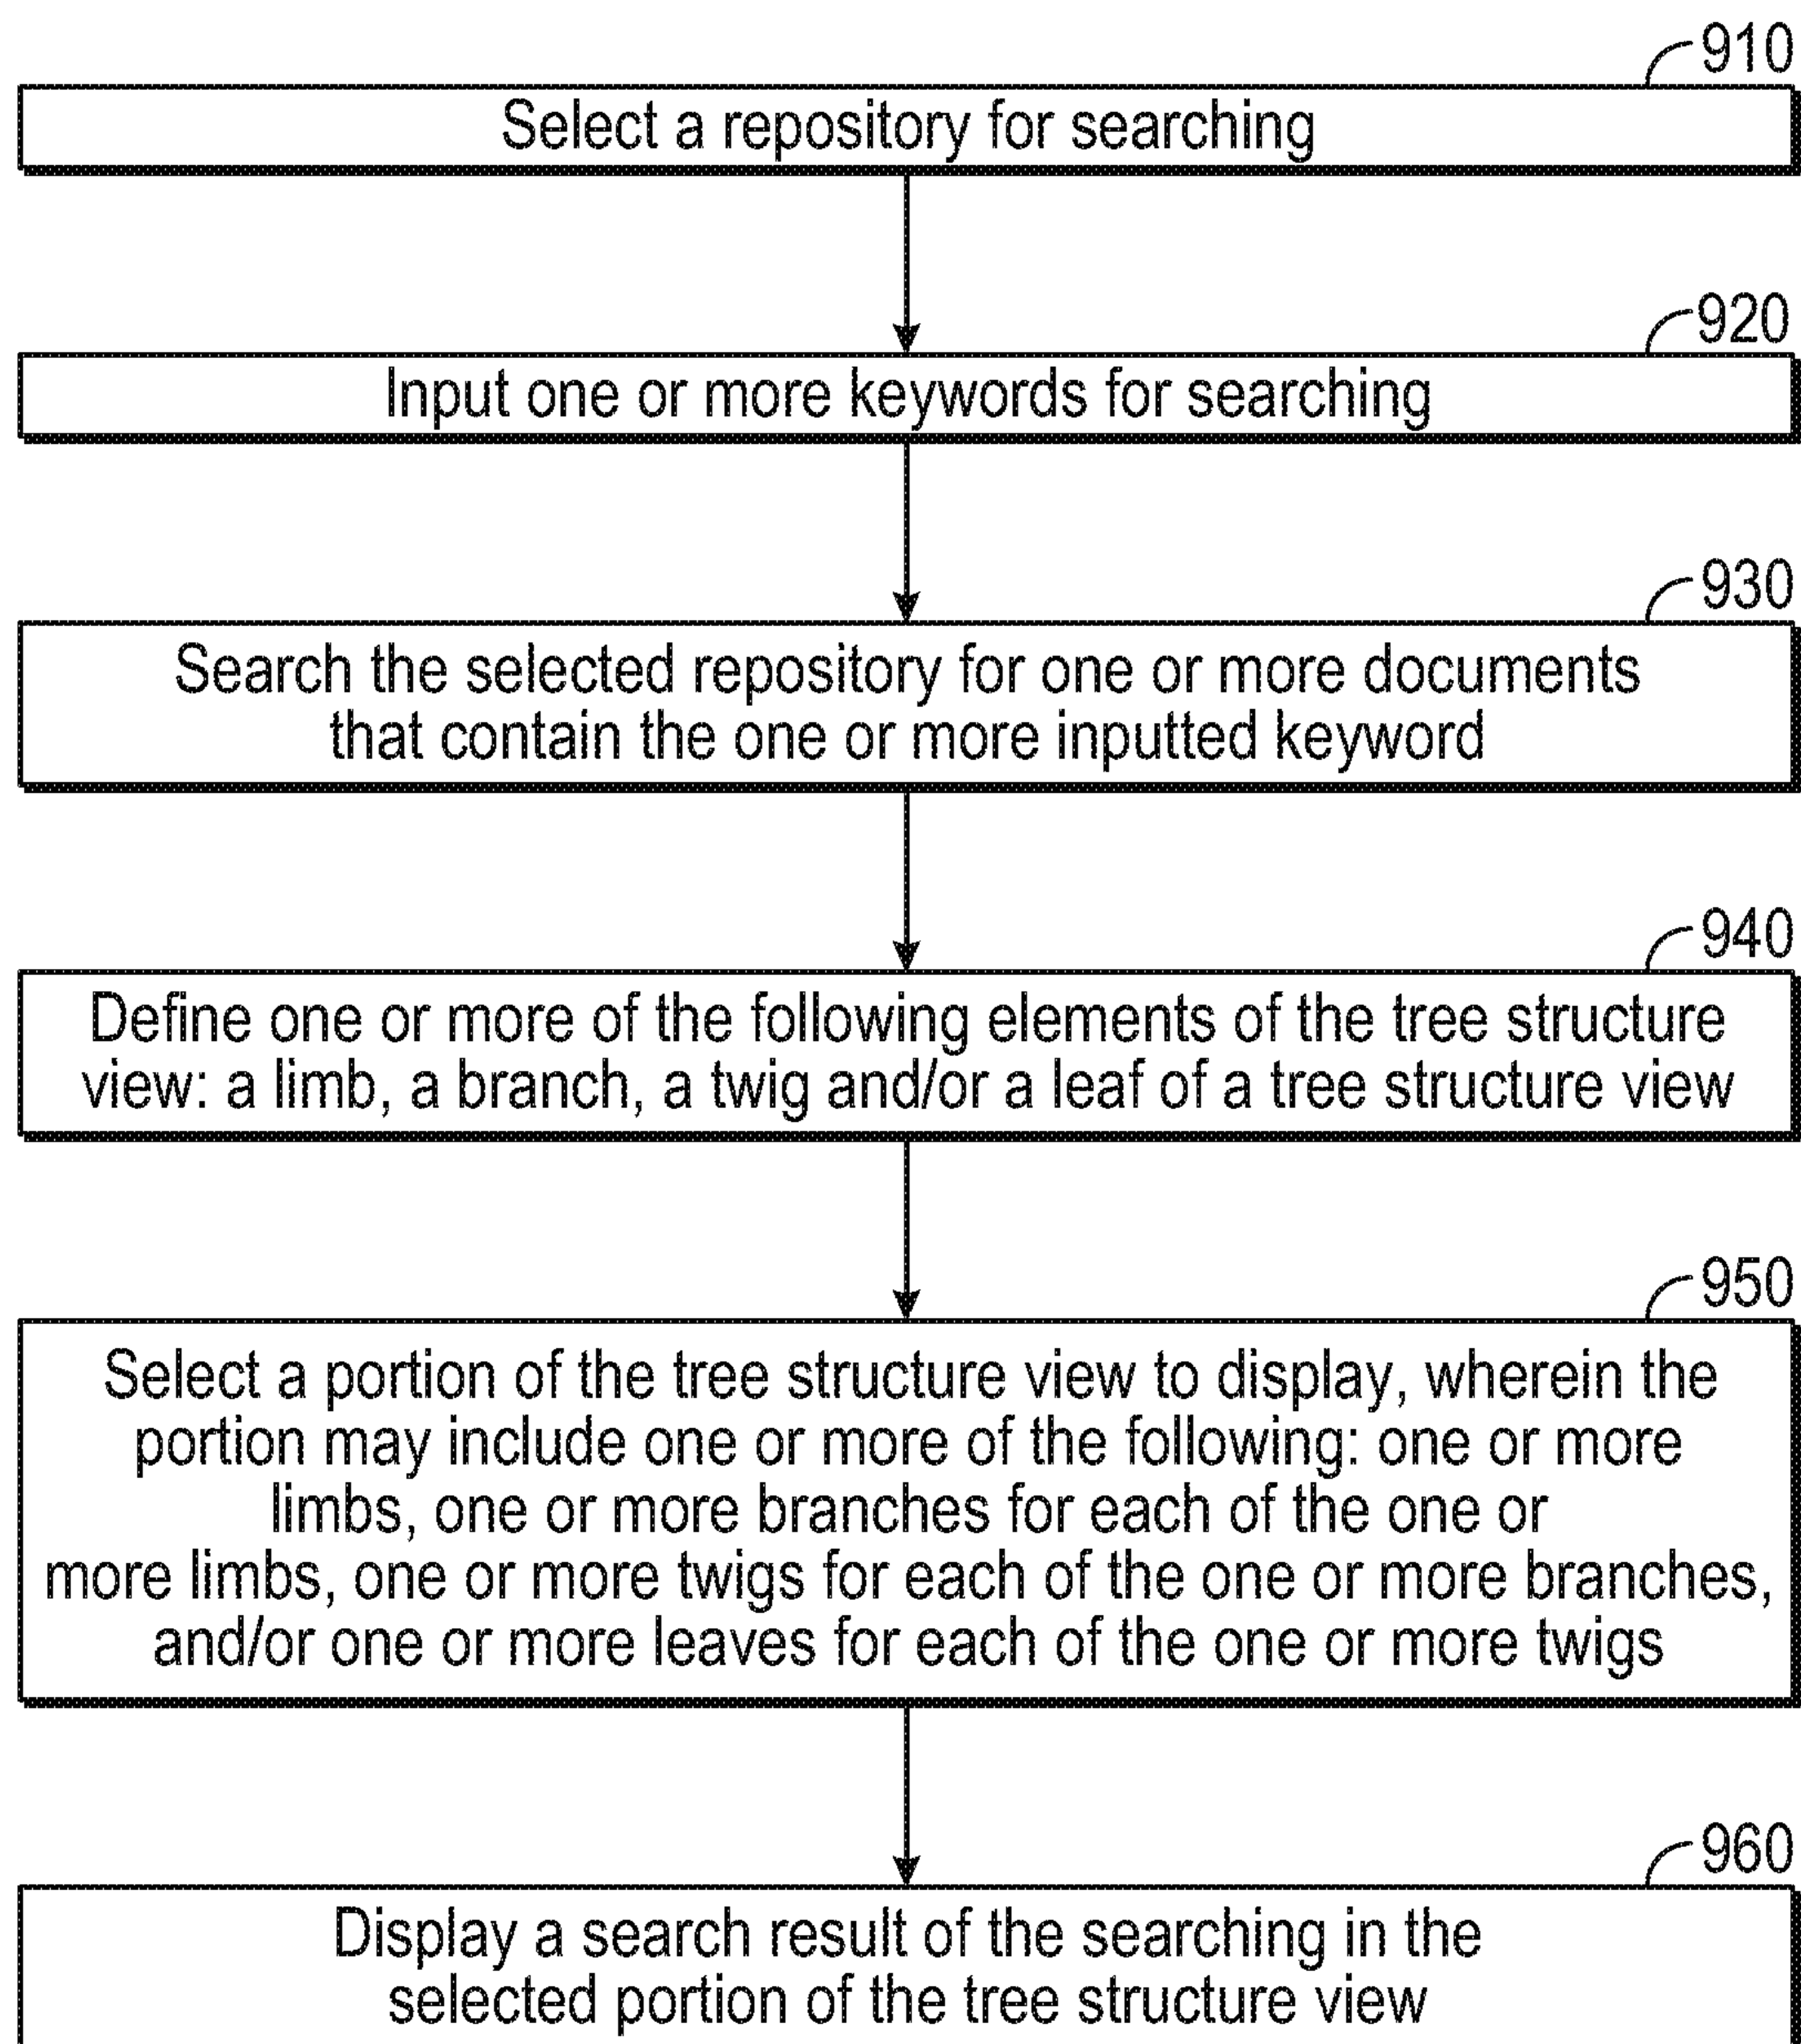 910
Select a repository for searching
920
Input one or more keywords for searching
930
Search the selected repository for one or more documents
that contain the one or more inputted keyword
940
Define one or more of the following elements of the tree structure
view: a limb, a branch, a twig and/or a leaf of a tree structure view
950
Select a portion of the tree structure view to display, wherein the
portion may include one or more of the following: one or more
limbs, one or more branches for each of the one or
more limbs, one or more twigs for each of the one or more branches,
and/or one or more leaves for each of the one or more twigs
960
Display a search result of the searching in the
selected portion of the tree structure view